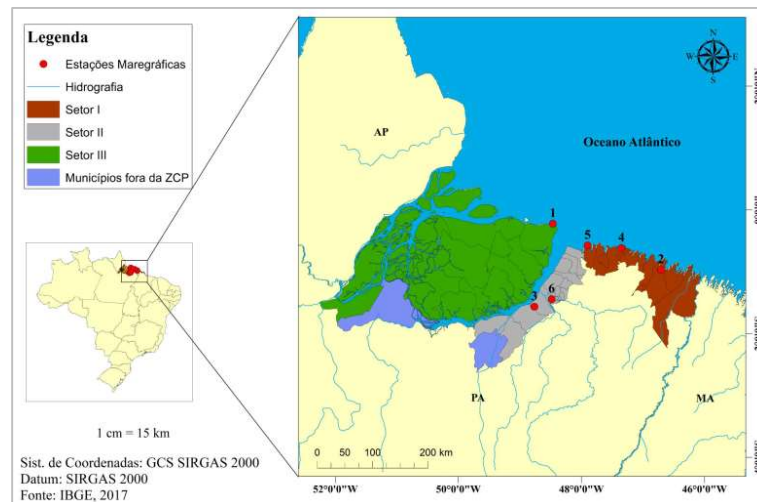 Legenda
Estações Maregráficas
Hidrografia
Setor I
Setor II
Setor III
Municípios fora da ZCP
1 cm = 15 km
Sist. de Coordenadas: GCS SIRGAS 2000
Datum: SIRGAS 2000
Fonte: IBGE, 2017
N
W E
S
AP
Oceano Atlântico
1
5
4
2
3
6
PA
MA
0 50 100 200 km
52°0'0"W 50°0'0"W 48°0'0"W 46°0'0"W